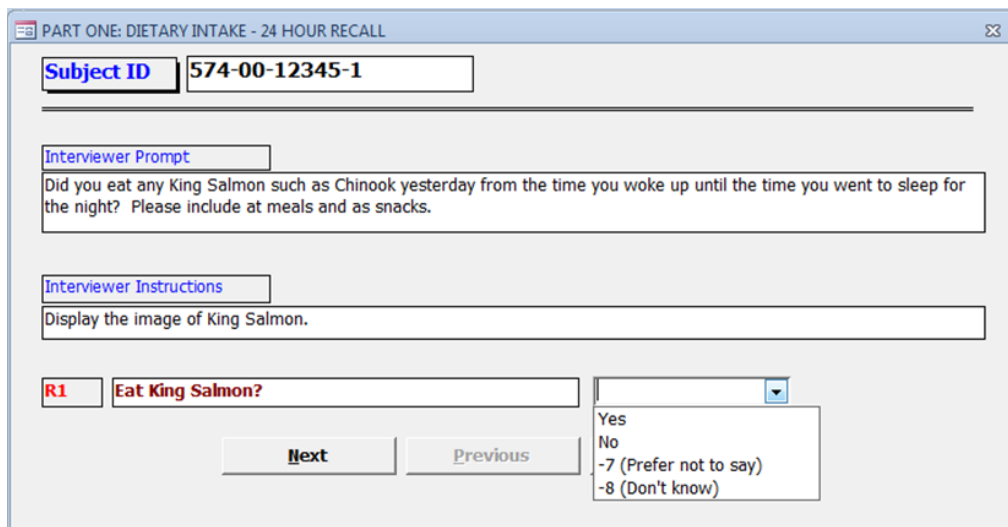 PART ONE: DIETARY INTAKE - 24 HOUR RECALL
Subject ID 574-00-12345-1
Interviewer Prompt
Did you eat any King Salmon such as Chinook yesterday from the time you woke up until the time you went to sleep for
the night?  Please include at meals and as snacks.
Interviewer Instructions
Display the image of King Salmon.
R1 Eat King Salmon?
Yes
No
-7 (Prefer not to say)
-8 (Don't know)
Next Previous